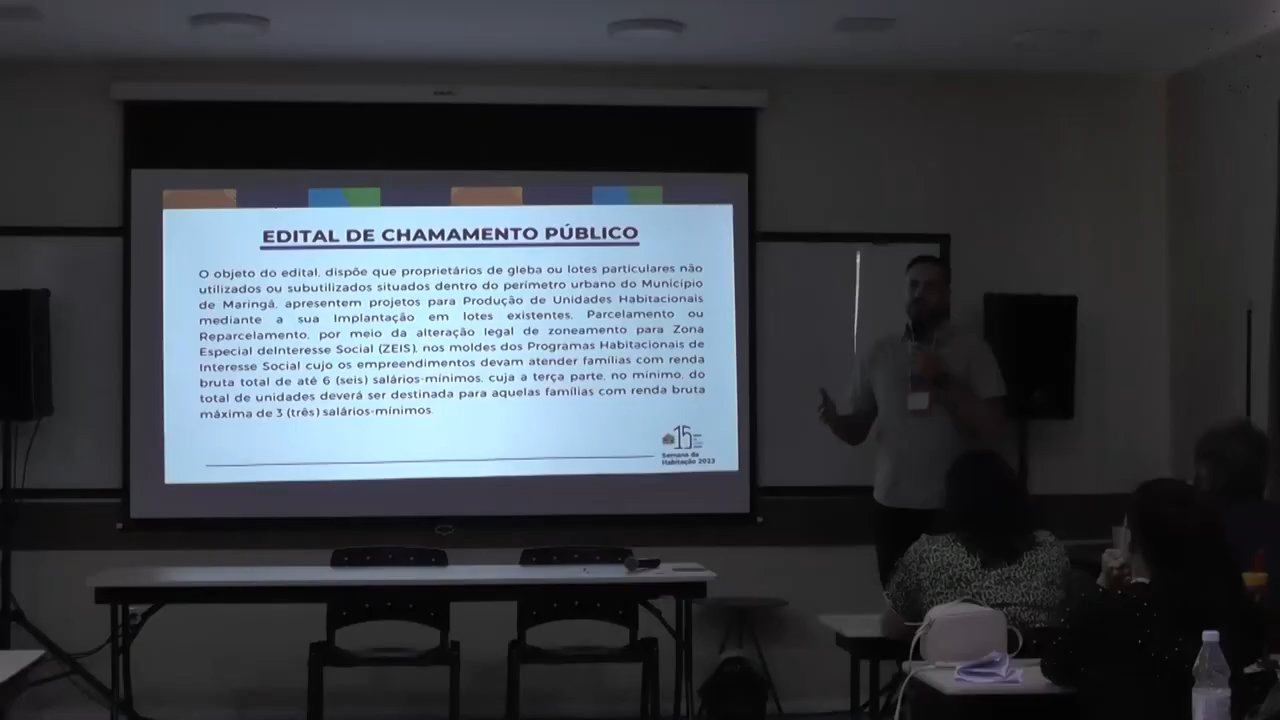 EDITAL DE CHAMAMENTO PÚBLICO
O objeto do edital, dispõe que proprietários de gleba ou lotes particulares não
utilizados ou subutilizados situados dentro do perímetro urbano do Município
de Maringá, apresentem projetos para Produção de Unidades Habitacionais
mediante a sua Implantação em lotes existentes, Parcelamento ou
Reparcelamento, por meio da alteração legal de zoneamento para Zona
Especial deInteresse Social (ZEIS), nos moldes dos Programas Habitacionais de
Interesse Social cujo os empreendimentos devam atender famílias com renda
bruta total de até 6 (seis) salários-mínimos, cuja a terça parte, no mínimo, do
total de unidades deverá ser destinada para aquelas famílias com renda bruta
máxima de 3 (três) salários-mínimos.
15
Semana da
Habitação 2023